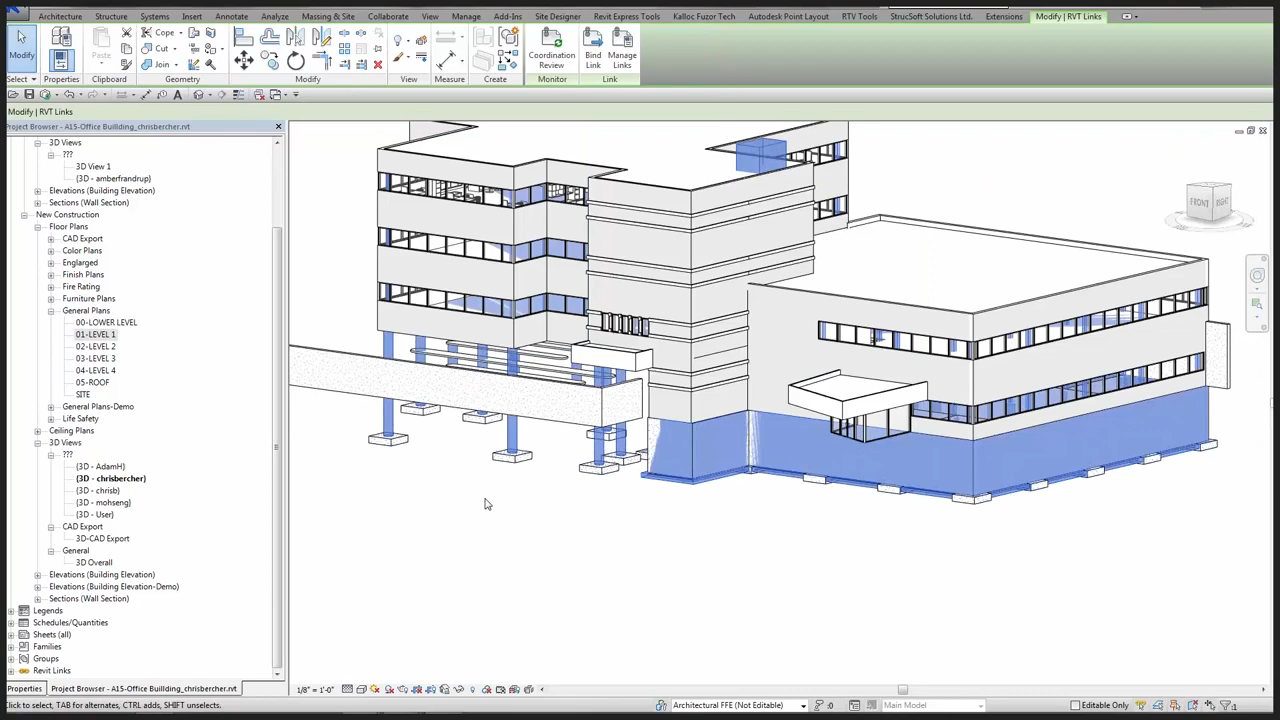 Architecture Structure Systems Insert Annotate Analyze Massing & Site Collaborate View Manage Add-Ins Site Designer Revit Express Tools Kalloc Fuzor Tech Autodesk Point Layout RTV Tools StrucSoft Solutions Ltd. Extensions Modify | RVT Links
Modify
Paste
Cope
Cut
Join
Coordination Review
Bind Link
Manage Links
Select Properties Clipboard Geometry Modify View Measure Create Monitor Link
Modify | RVT Links
Project Browser - A15-Office Builliding_chrisbercher.rvt
3D Views
???
3D View 1
{3D - amberfrandrup}
Elevations (Building Elevation)
Sections (Wall Section)
New Construction
Floor Plans
CAD Export
Color Plans
Englarged
Finish Plans
Fire Rating
Furniture Plans
General Plans
00-LOWER LEVEL
01-LEVEL 1
02-LEVEL 2
03-LEVEL 3
04-LEVEL 4
05-ROOF
SITE
General Plans-Demo
Life Safety
Ceiling Plans
3D Views
???
{3D - AdamH}
{3D - chrisbercher}
{3D - chrisb}
{3D - mohseng}
{3D - User}
CAD Export
3D-CAD Export
General
3D Overall
Elevations (Building Elevation)
Elevations (Building Elevation-Demo)
Sections (Wall Section)
Legends
Schedules/Quantities
Sheets (all)
Families
Groups
Revit Links
FRONT RIGHT
Properties Project Browser - A15-Office Builliding_chrisbercher.rvt
1/8" = 1'-0"
Click to select, TAB for alternates, CTRL adds, SHIFT unselects.
Architectural FFE (Not Editable)
:0
Main Model
Editable Only
:1